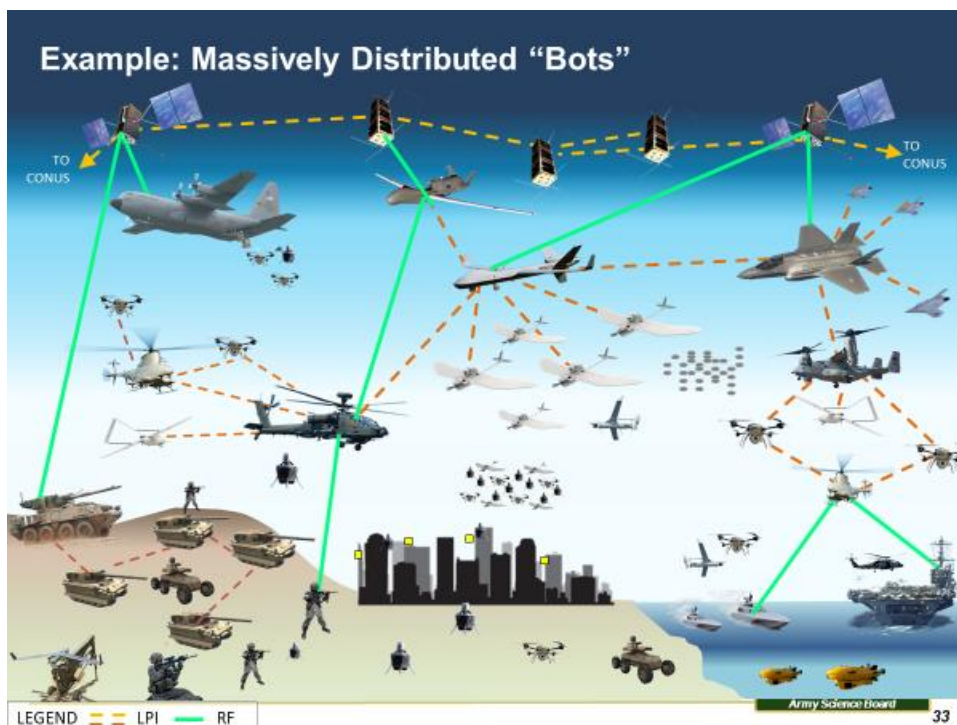 Example: Massively Distributed “Bots”
TO
CONUS
TO
CONUS
Army Science Board
LEGEND LPI RF
33